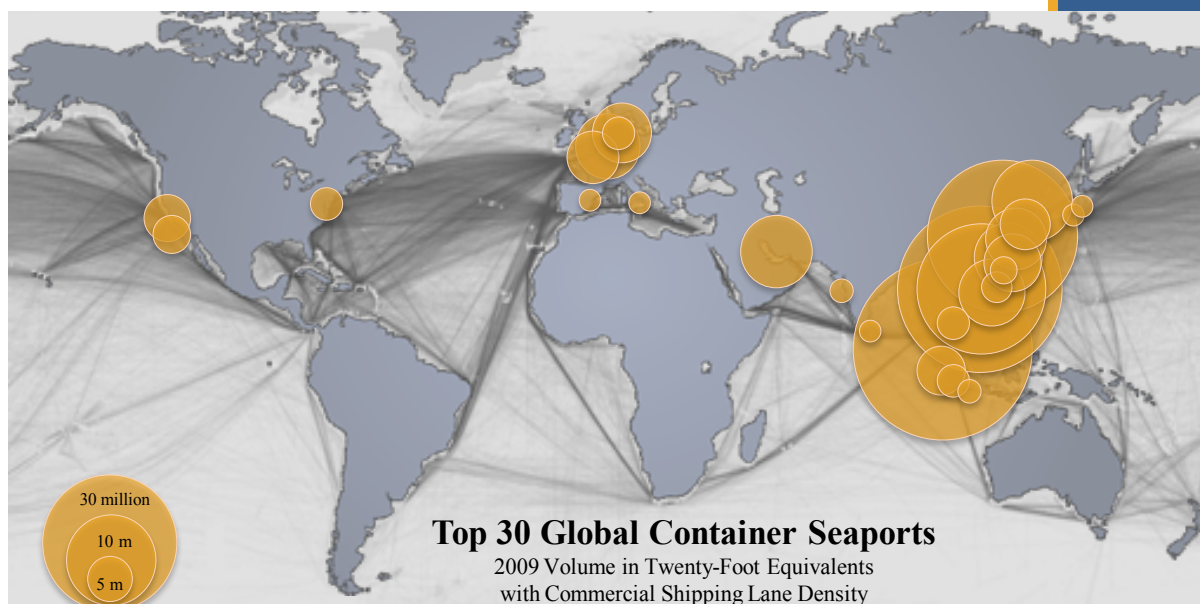 30 million
10 m
5 m
Top 30 Global Container Seaports
2009 Volume in Twenty-Foot Equivalents
with Commercial Shipping Lane Density